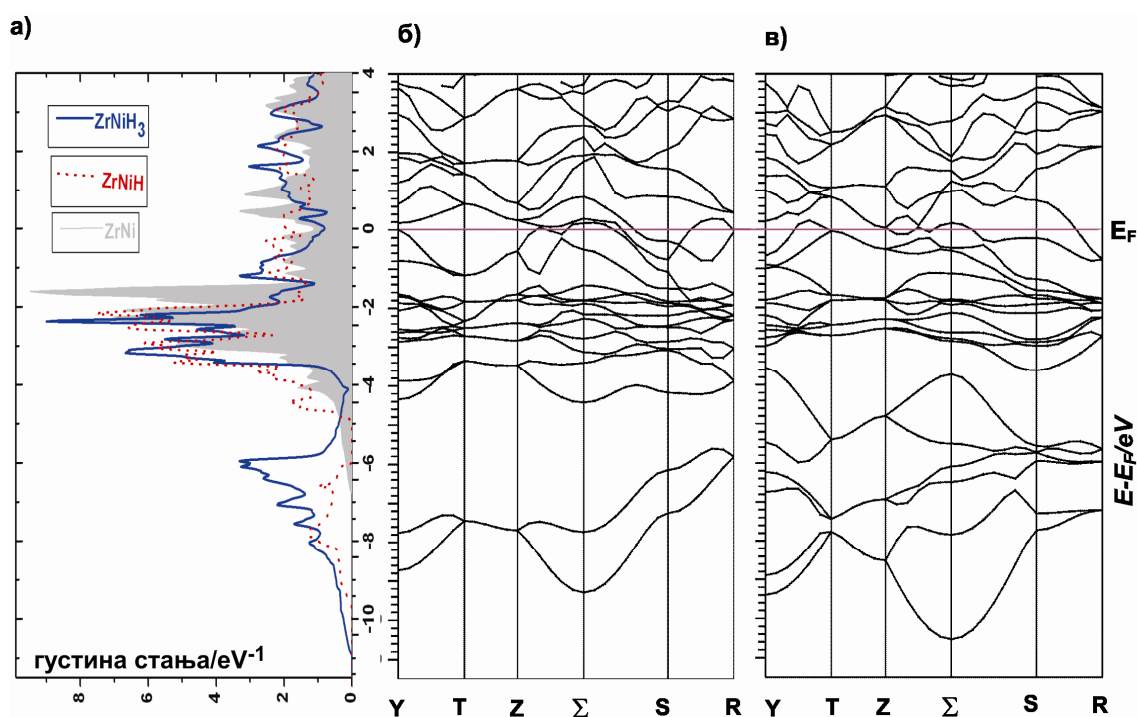 а)
б)
в)
ZrNiH3
ZrNiH
ZrNi
4
2
0
-2
-4
-6
-8
-10
EF
E-EF/eV
густина стања/eV-1
8
6
4
2
0
Y T Z Σ S R
Y T Z Σ S R